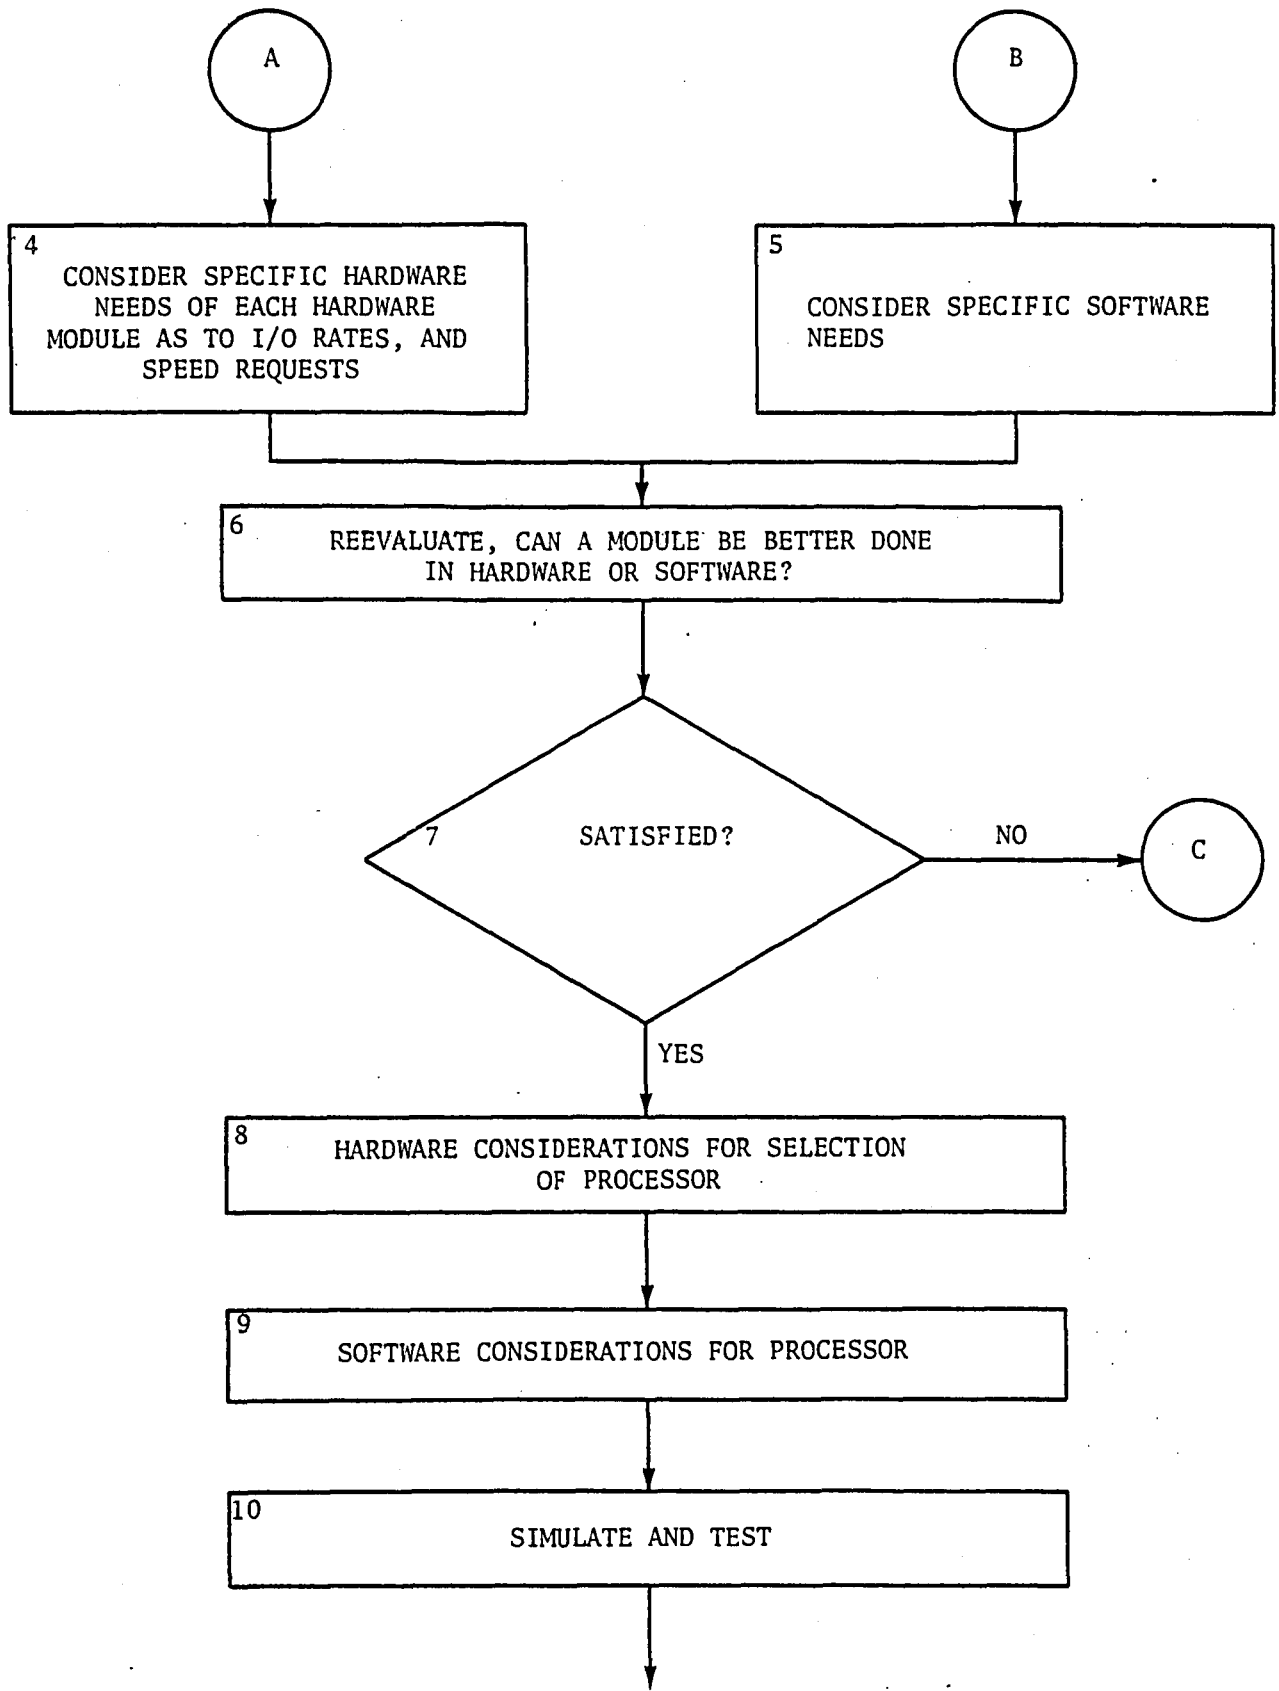 A
B
4
CONSIDER SPECIFIC HARDWARE
NEEDS OF EACH HARDWARE
MODULE AS TO I/O RATES, AND
SPEED REQUESTS
5
CONSIDER SPECIFIC SOFTWARE
NEEDS
6
REEVALUATE, CAN A MODULE BE BETTER DONE
IN HARDWARE OR SOFTWARE?
7
SATISFIED?
NO
C
YES
8
HARDWARE CONSIDERATIONS FOR SELECTION
OF PROCESSOR
9
SOFTWARE CONSIDERATIONS FOR PROCESSOR
10
SIMULATE AND TEST